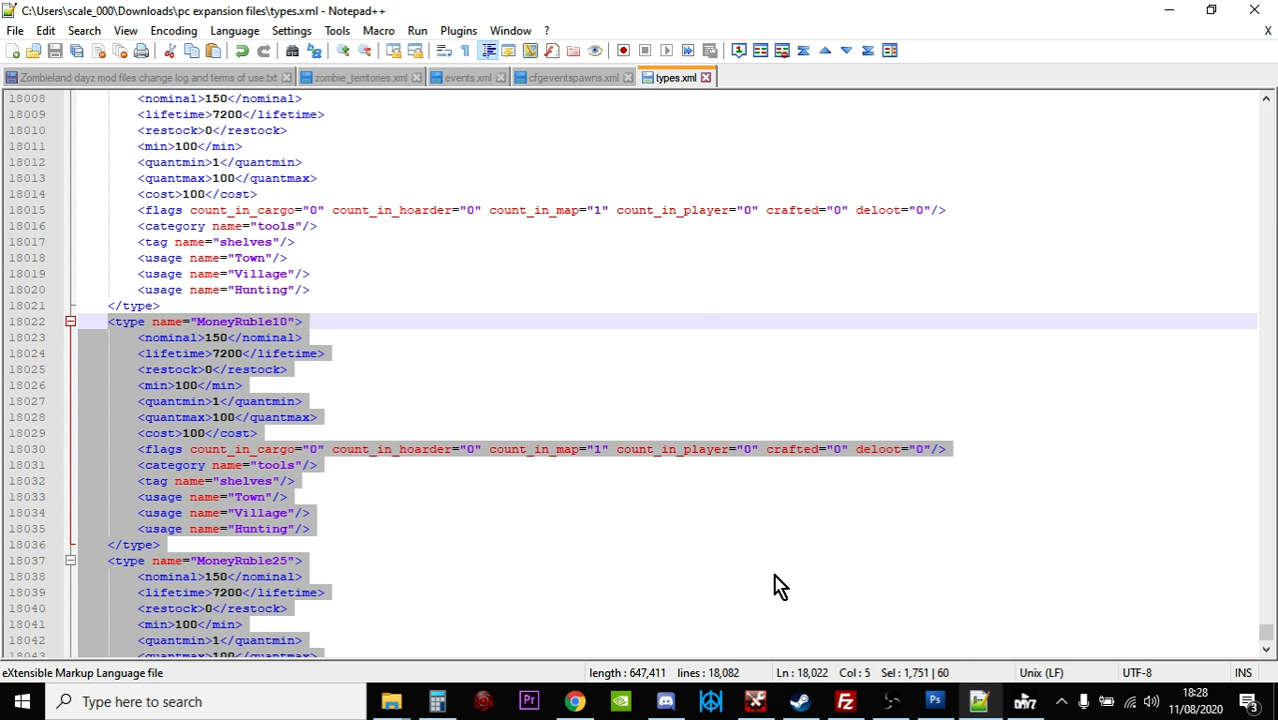 C:\Users\scale_000\Downloads\pc expansion files\types.xml - Notepad++
File Edit Search View Encoding Language Settings Tools Macro Run Plugins Window ? X
Zombieland dayz mod files change log and terms of use.txt zombie_territories.xml events.xml cfgeventspawns.xml types.xml
18008 <nominal>150</nominal>
18009 <lifetime>7200</lifetime>
18010 <restock>0</restock>
18011 <min>100</min>
18012 <quantmin>1</quantmin>
18013 <quantmax>100</quantmax>
18014 <cost>100</cost>
18015 <flags count_in_cargo="0" count_in_hoarder="0" count_in_map="1" count_in_player="0" crafted="0" deloot="0"/>
18016 <category name="tools"/>
18017 <tag name="shelves"/>
18018 <usage name="Town"/>
18019 <usage name="Village"/>
18020 <usage name="Hunting"/>
18021 </type>
18022 <type name="MoneyRuble10">
18023 <nominal>150</nominal>
18024 <lifetime>7200</lifetime>
18025 <restock>0</restock>
18026 <min>100</min>
18027 <quantmin>1</quantmin>
18028 <quantmax>100</quantmax>
18029 <cost>100</cost>
18030 <flags count_in_cargo="0" count_in_hoarder="0" count_in_map="1" count_in_player="0" crafted="0" deloot="0"/>
18031 <category name="tools"/>
18032 <tag name="shelves"/>
18033 <usage name="Town"/>
18034 <usage name="Village"/>
18035 <usage name="Hunting"/>
18036 </type>
18037 <type name="MoneyRuble25">
18038 <nominal>150</nominal>
18039 <lifetime>7200</lifetime>
18040 <restock>0</restock>
18041 <min>100</min>
18042 <quantmin>1</quantmin>
18043 <quantmax>100</quantmax>
eXtensible Markup Language file length : 647,411 lines : 18,082 Ln : 18,022 Col : 5 Sel : 1,751 | 60 Unix (LF) UTF-8 INS
Type here to search
18:28
11/08/2020